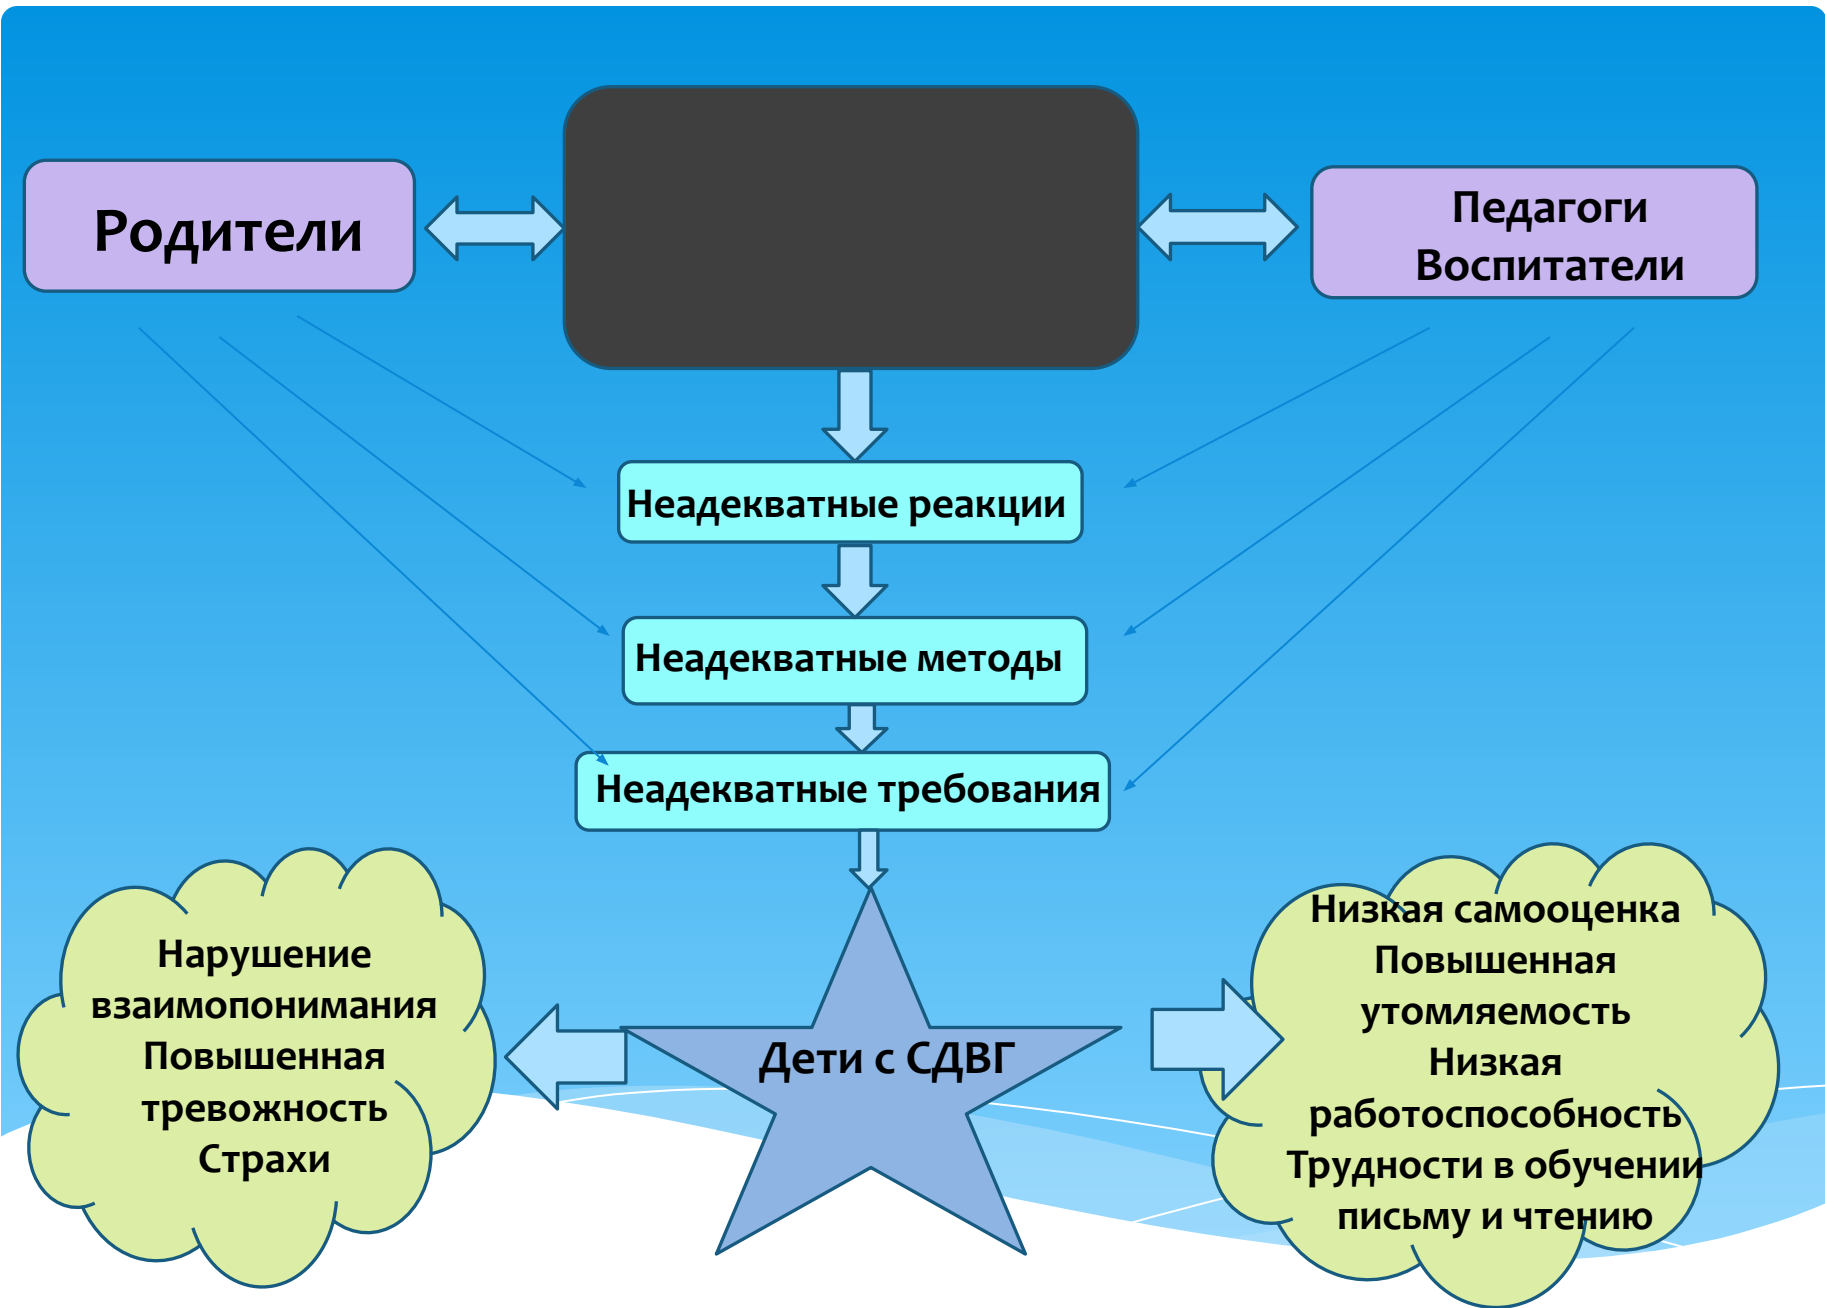 Родители
Педагоги
Воспитатели
Неадекватные реакции
Неадекватные методы
Неадекватные требования
Нарушение
взаимопонимания
Повышенная
тревожность
Страхи
Дети с СДВГ
Низкая самооценка
Повышенная
утомляемость
Низкая
работоспособность
Трудности в обучении
письму и чтению